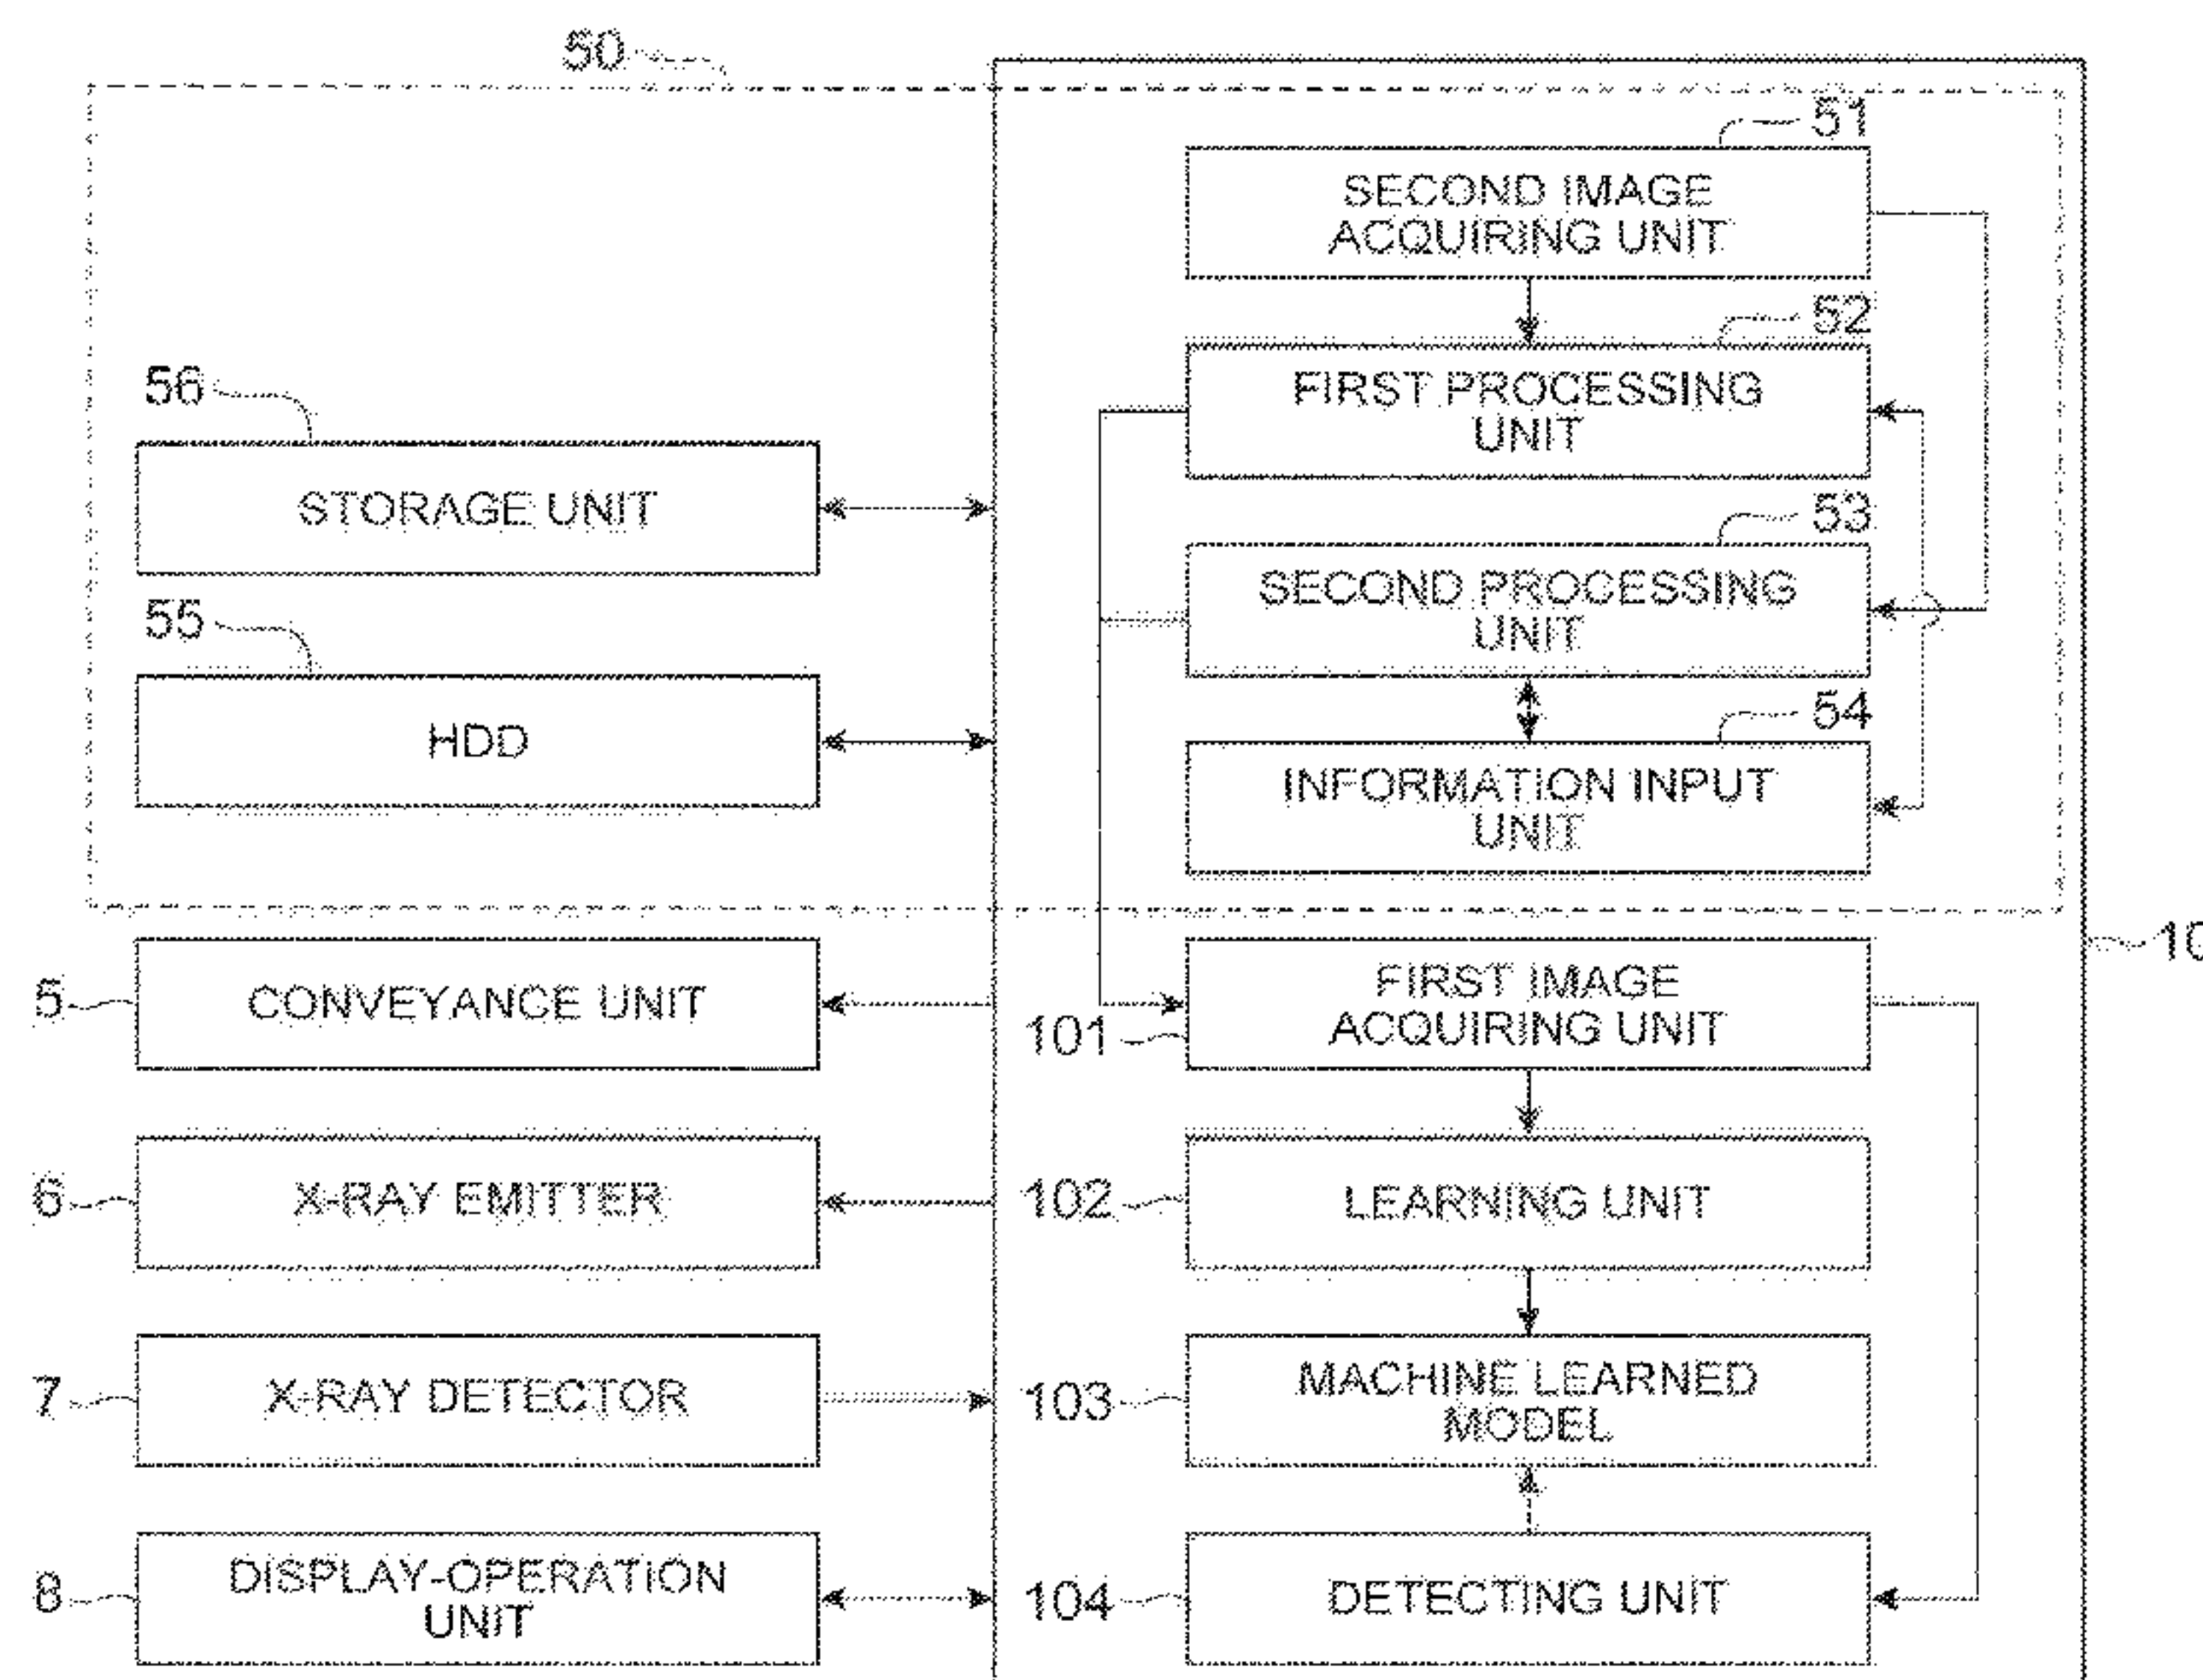 50
51
SECOND IMAGE
ACQUIRING UNIT
52
FIRST PROCESSING
UNIT
56
STORAGE UNIT
53
SECOND PROCESSING
UNIT
55
HDD
54
INFORMATION INPUT
UNIT
10
5
CONVEYANCE UNIT
101
FIRST IMAGE
ACQUIRING UNIT
6
X-RAY EMITTER
102
LEARNING UNIT
7
X-RAY DETECTOR
103
MACHINE LEARNED
MODEL
8
DISPLAY-OPERATION
UNIT
104
DETECTING UNIT